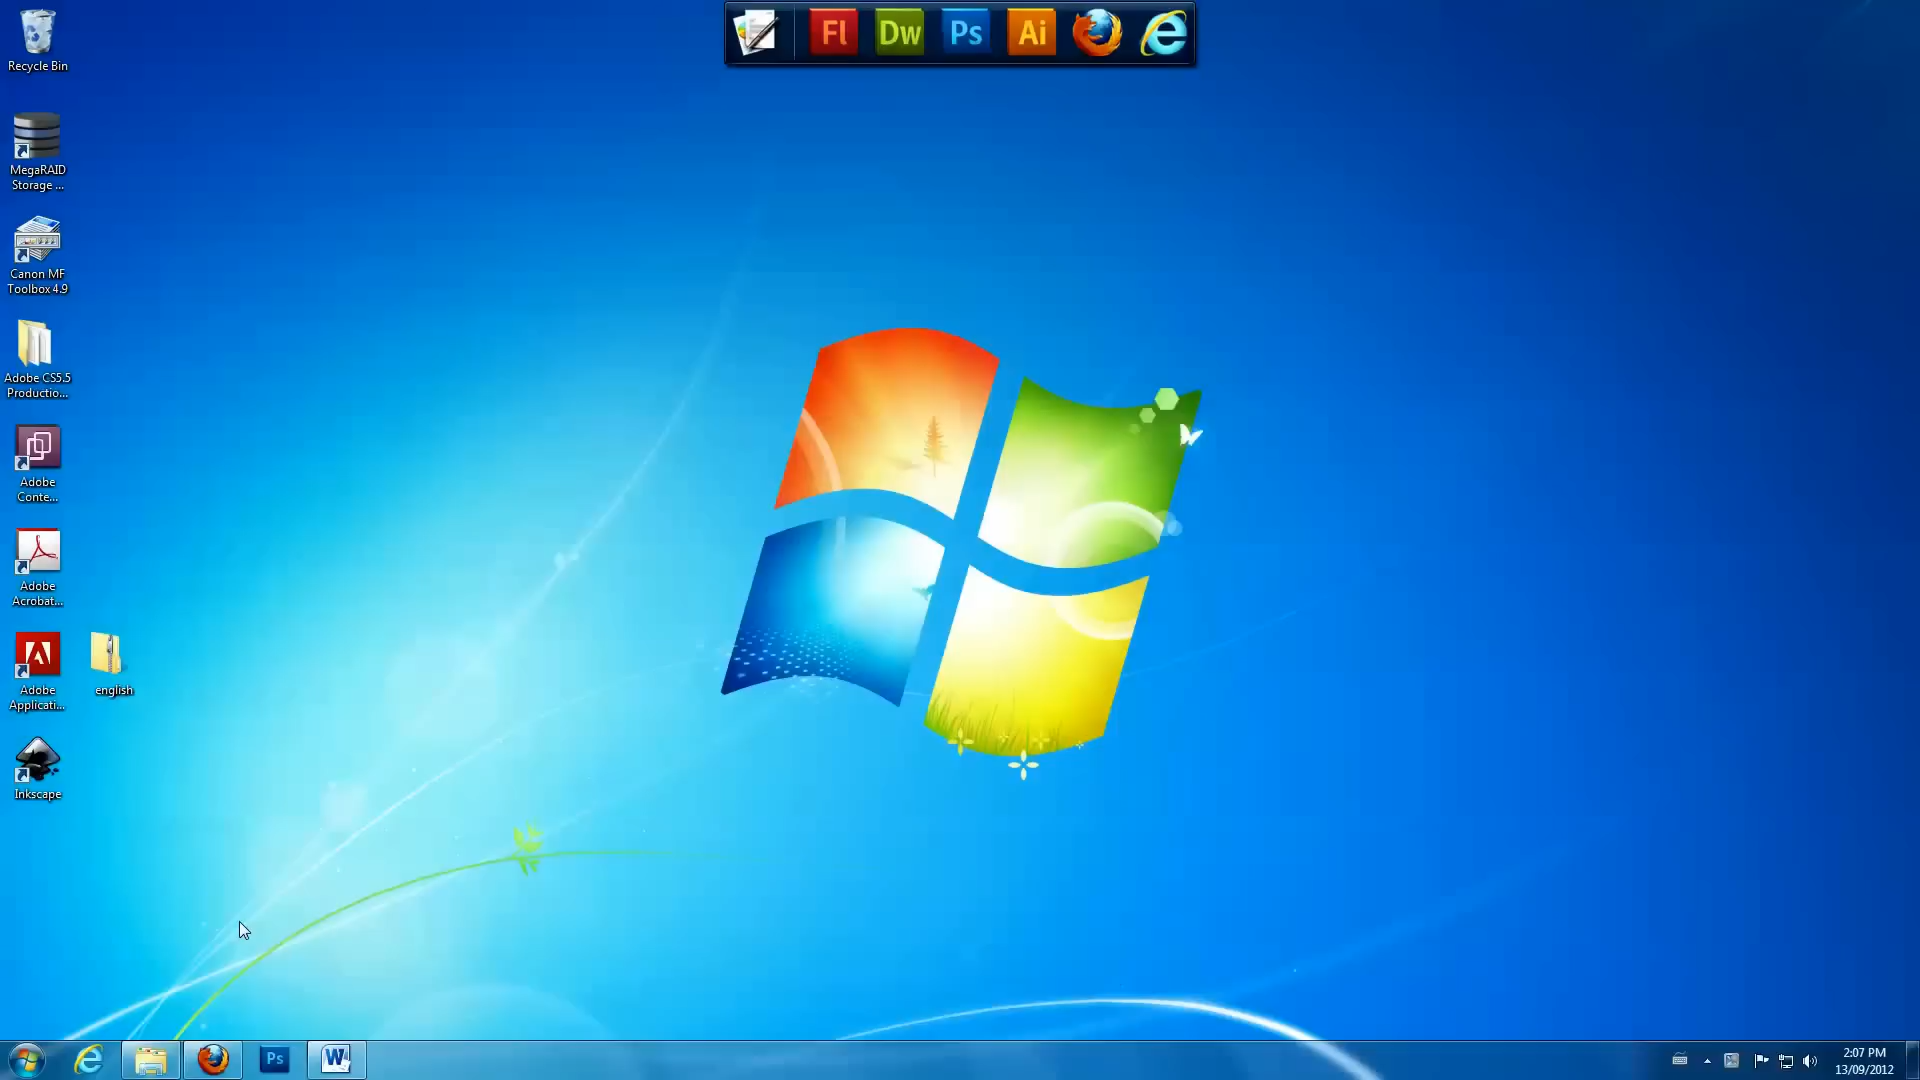 Recycle Bin
Fl Dw Ps Ai
MegaRAID
Storage ...
Canon MF
Toolbox 4.9
Adobe CS5.5
Productio...
Adobe
Conte...
Adobe
Acrobat...
Adobe
Applicati...
english
Inkscape
Ps
W
2:07 PM
13/09/2012